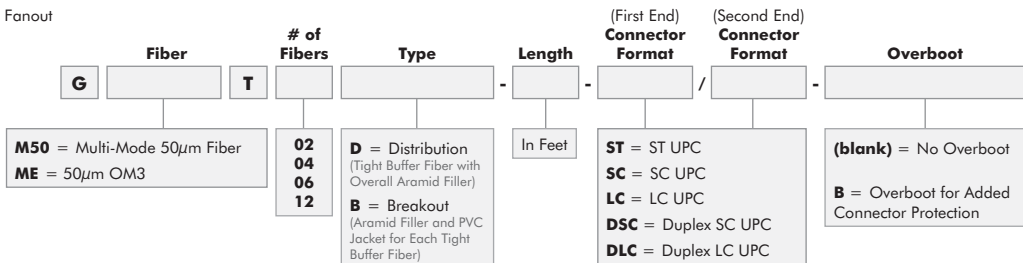 Fanout
Fiber
# of
Fibers
Type
Length
(First End)
Connector
Format
(Second End)
Connector
Format
Overboot
G
T
-
-
/
-
M50 = Multi-Mode 50µm Fiber
ME = 50µm OM3
02
04
06
12
D = Distribution
(Tight Buffer Fiber with
Overall Aramid Filler)
B = Breakout
(Aramid Filler and PVC
Jacket for Each Tight
Buffer Fiber)
In Feet
ST = ST UPC
SC = SC UPC
LC = LC UPC
DSC = Duplex SC UPC
DLC = Duplex LC UPC
(blank) = No Overboot
B = Overboot for Added
Connector Protection